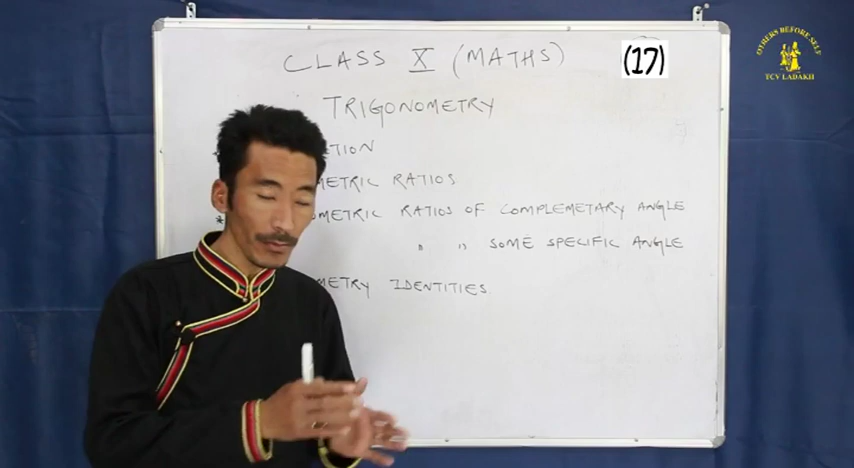 CLASS X (MATHS)
(17)
OTHERS BEFORE SELF
TCV LADAKH
TRIGONOMETRY
TION
METRIC RATIOS
* OMETRIC RATIOS OF COMPLEMETARY ANGLE
" " SOME SPECIFIC ANGLE
METRY IDENTITIES